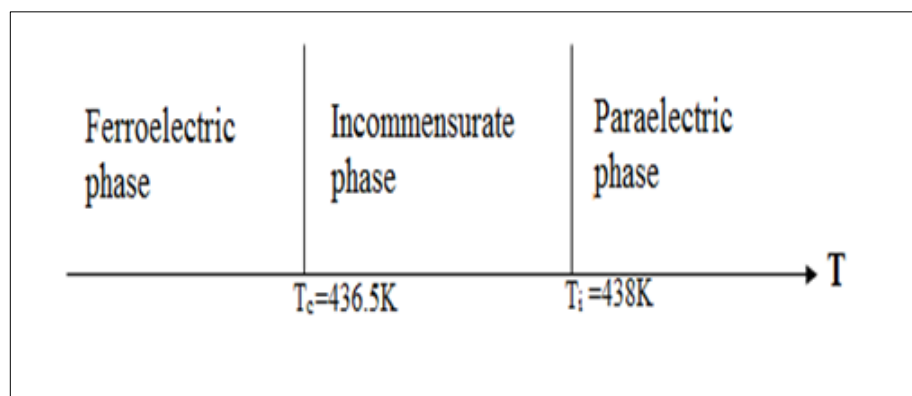 Ferroelectric
phase
Incommensurate
phase
Paraelectric
phase
T
Tc=436.5K
Ti =438K